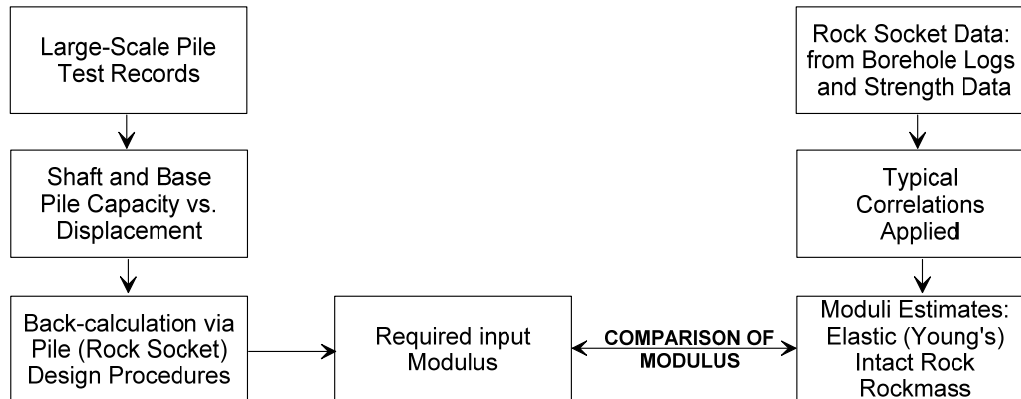 Large-Scale Pile
Test Records
Shaft and Base
Pile Capacity vs.
Displacement
Back-calculation via
Pile (Rock Socket)
Design Procedures
Required input
Modulus
COMPARISON OF
MODULUS
Rock Socket Data:
from Borehole Logs
and Strength Data
Typical
Correlations
Applied
Moduli Estimates:
Elastic (Young's)
Intact Rock
Rockmass